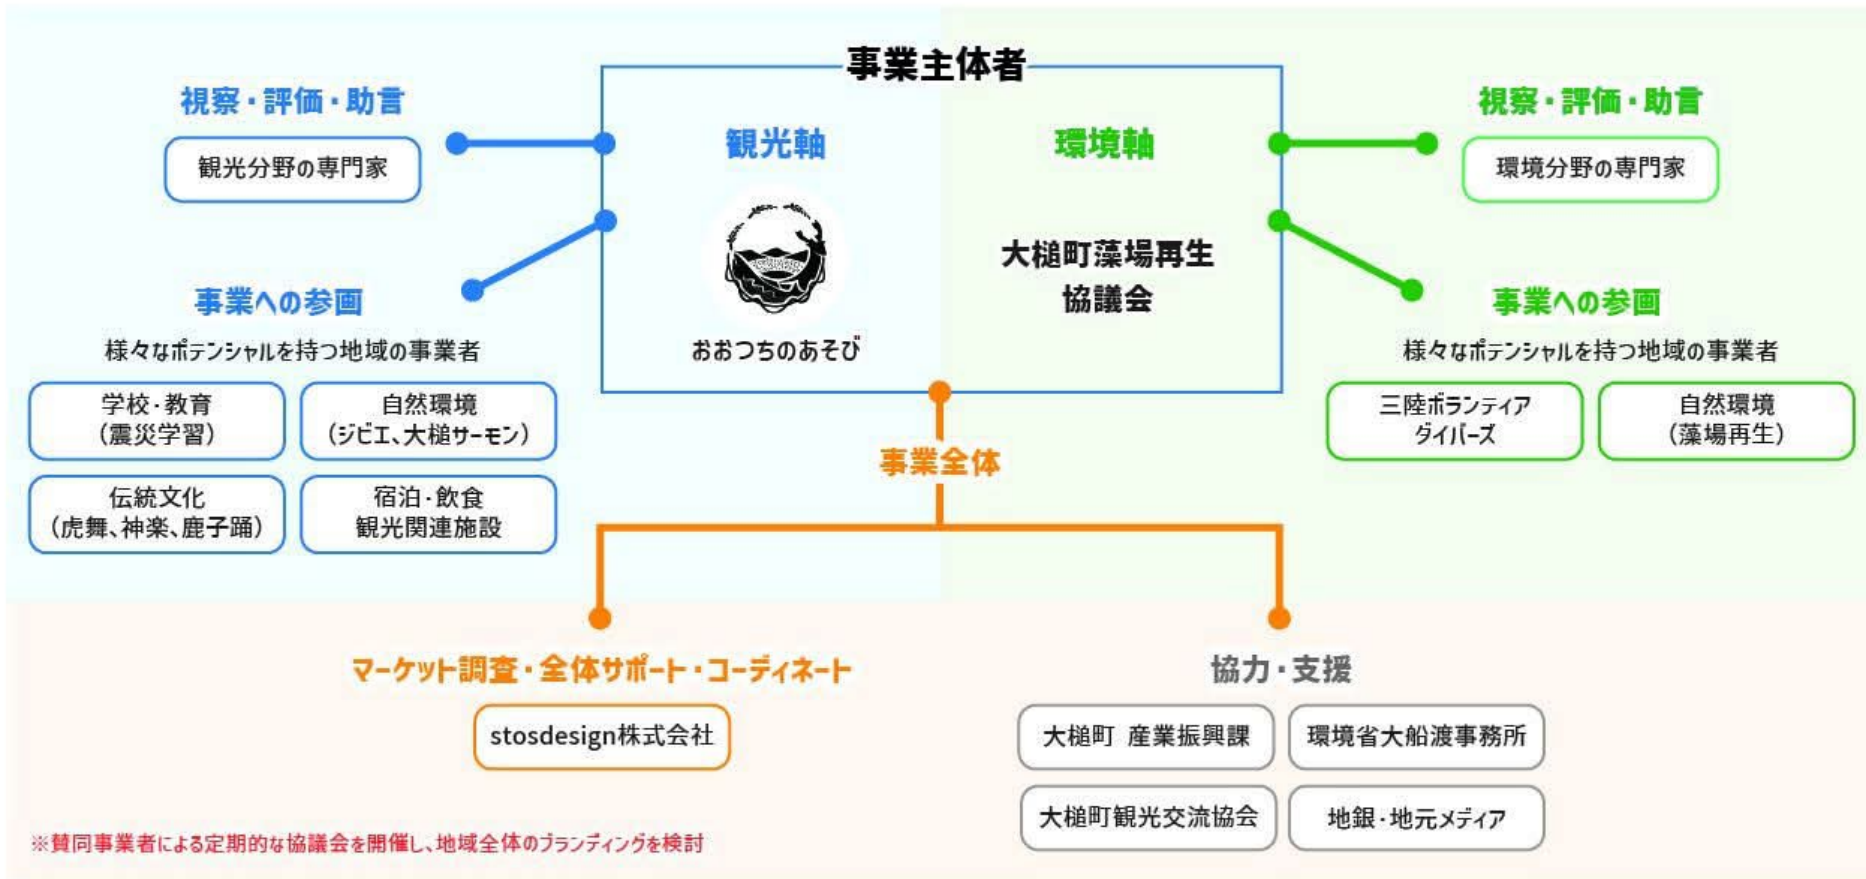 事業主体者
視察・評価・助言
観光分野の専門家
事業への参画
様々なポテンシャルを持つ地域の事業者
学校・教育
(震災学習)
自然環境
(ジビエ、大槌サーモン)
伝統文化
(虎舞、神楽、鹿子踊)
宿泊・飲食
観光関連施設
観光軸
おおつちのあそび
環境軸
大槌町藻場再生
協議会
視察・評価・助言
環境分野の専門家
事業への参画
様々なポテンシャルを持つ地域の事業者
三陸ボランティア
ダイバーズ
自然環境
(藻場再生)
事業全体
マーケット調査・全体サポート・コーディネート
stosdesign株式会社
協力・支援
大槌町 産業振興課
環境省大船渡事務所
大槌町観光交流協会
地銀・地元メディア
※賛同事業者による定期的な協議会を開催し、地域全体のブランディングを検討